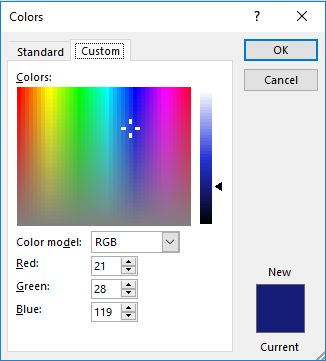 Colors ? ×
Standard Custom
OK
Cancel
Colors:
Color model: RGB
Red: 21
Green: 28
Blue: 119
New
Current